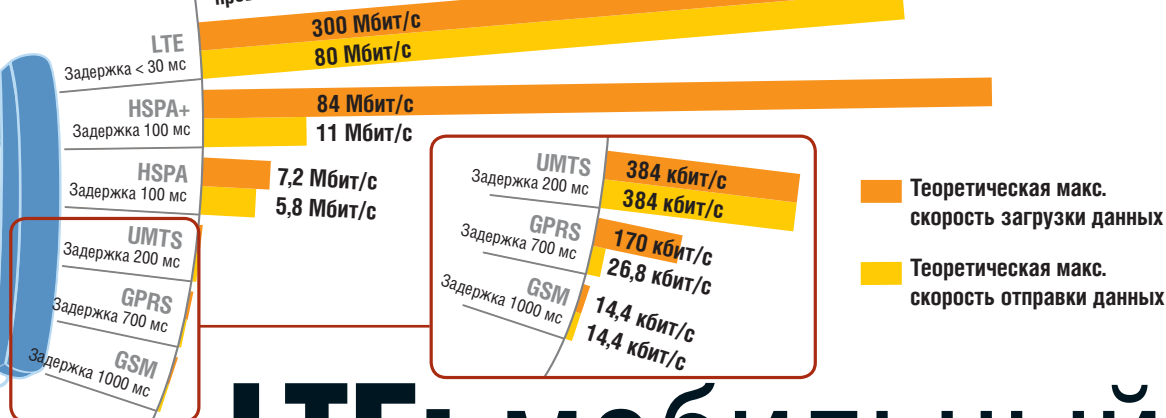 LTE
Задержка < 30 мс
300 Мбит/с
80 Мбит/с
HSPA+
Задержка 100 мс
84 Мбит/с
11 Мбит/с
HSPA
Задержка 100 мс
7,2 Мбит/с
5,8 Мбит/с
UMTS
Задержка 200 мс
GPRS
Задержка 700 мс
GSM
Задержка 1000 мс
UMTS
Задержка 200 мс
384 кбит/с
384 кбит/с
GPRS
Задержка 700 мс
170 кбит/с
26,8 кбит/с
GSM
Задержка 1000 мс
14,4 кбит/с
14,4 кбит/с
Теоретическая макс.
скорость загрузки данных
Теоретическая макс.
скорость отправки данных
LTE: мобильный